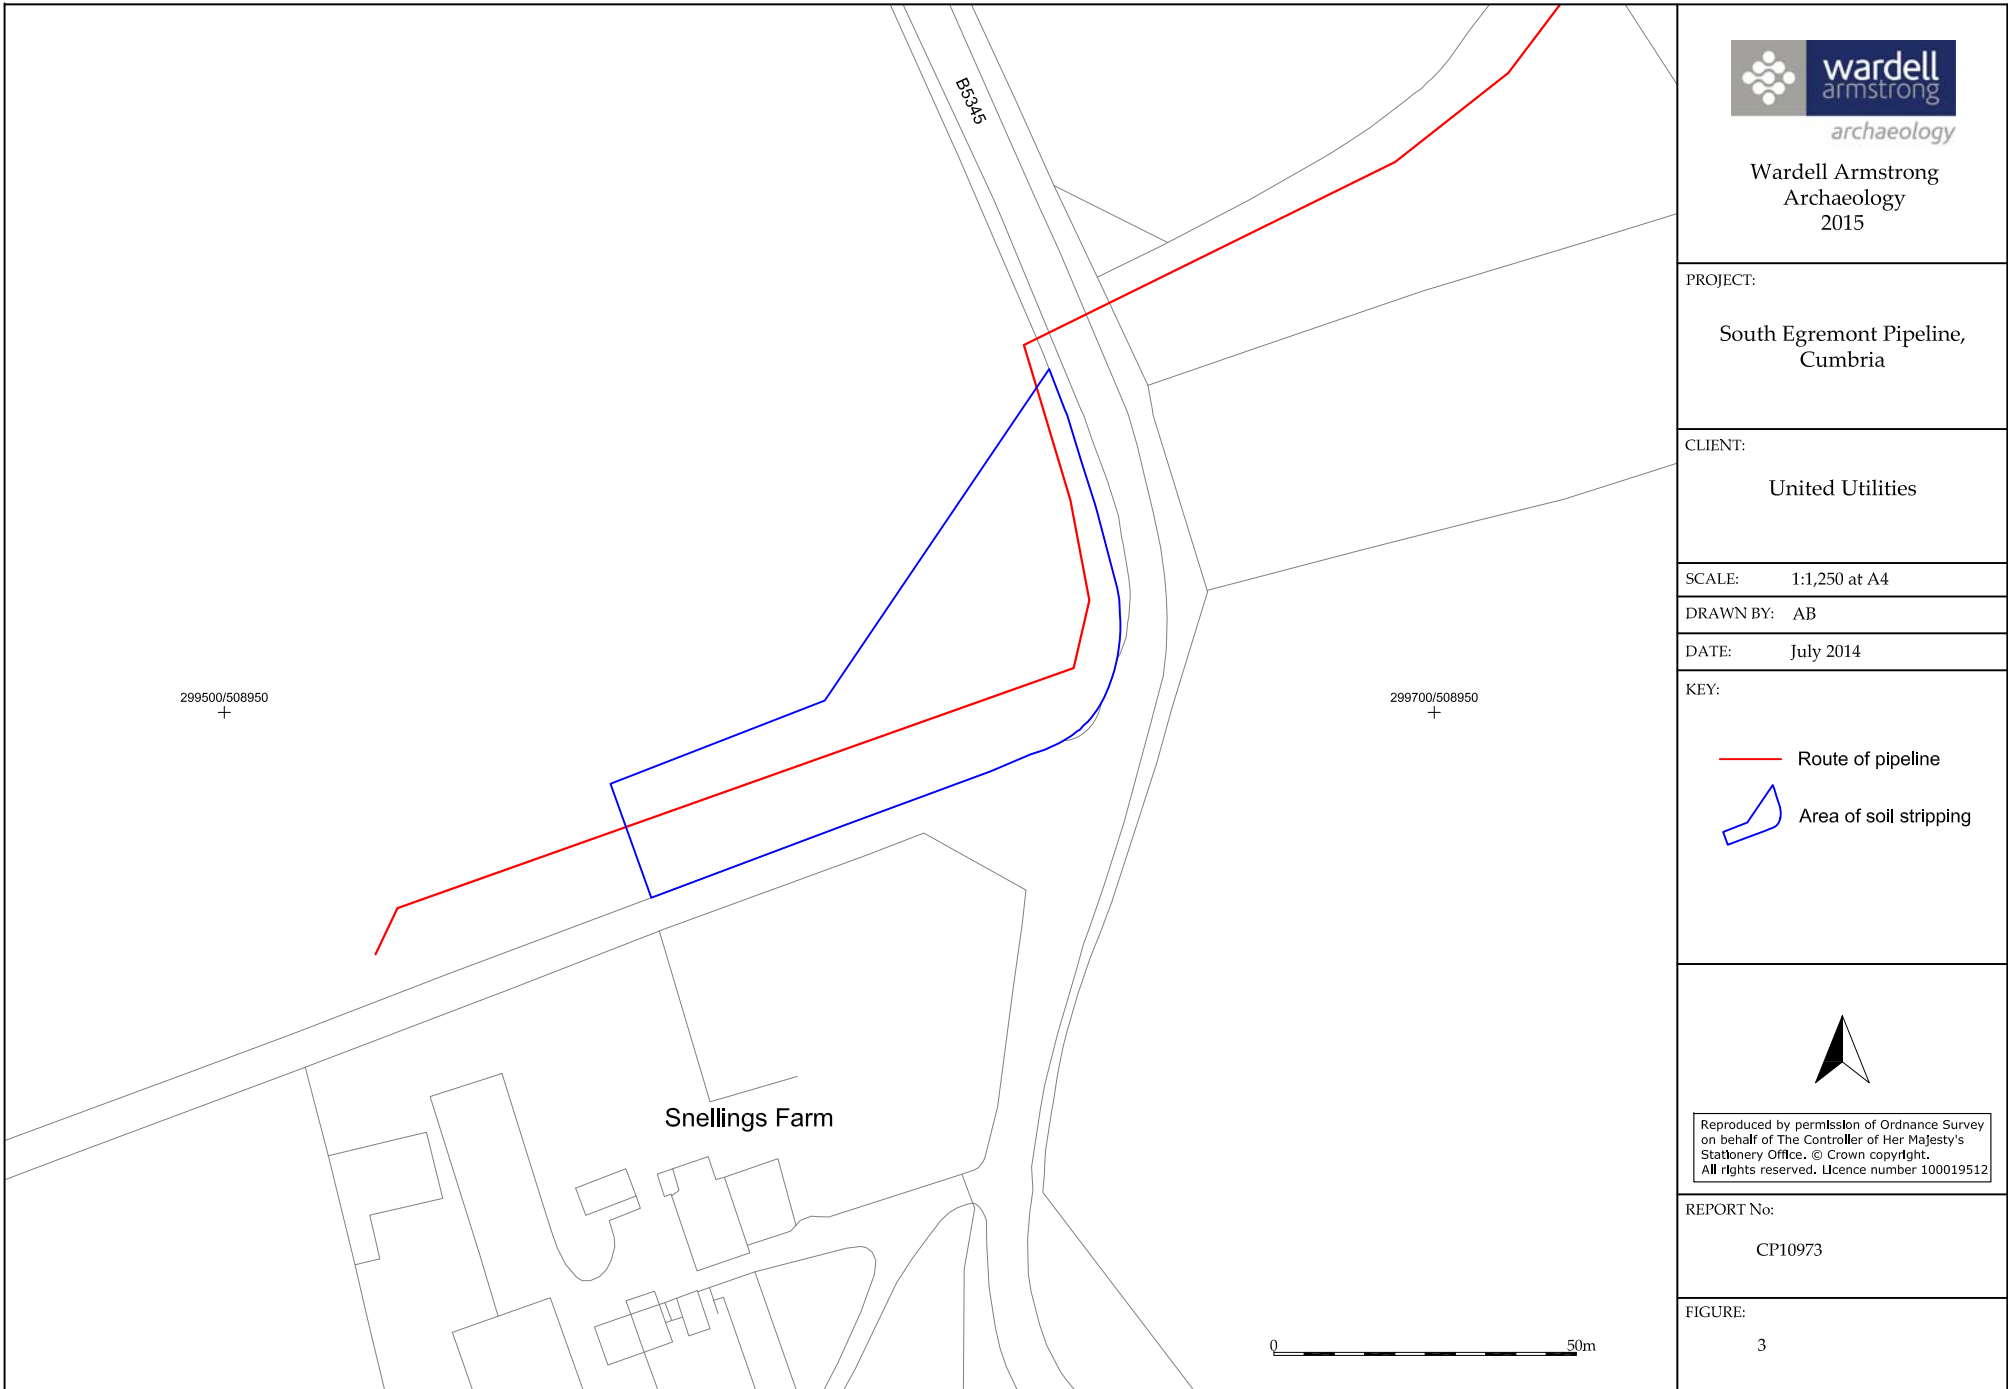 B5345
299500/508950
299700/508950
Snellings Farm
0 50m
wardell
armstrong
archaeology
Wardell Armstrong
Archaeology
2015
PROJECT:
South Egremont Pipeline,
Cumbria
CLIENT:
United Utilities
SCALE: 1:1,250 at A4
DRAWN BY: AB
DATE: July 2014
KEY:
Route of pipeline
Area of soil stripping
Reproduced by permission of Ordnance Survey
on behalf of The Controller of Her Majesty's
Stationery Office. © Crown copyright.
All rights reserved. Licence number 100019512
REPORT No:
CP10973
FIGURE:
3